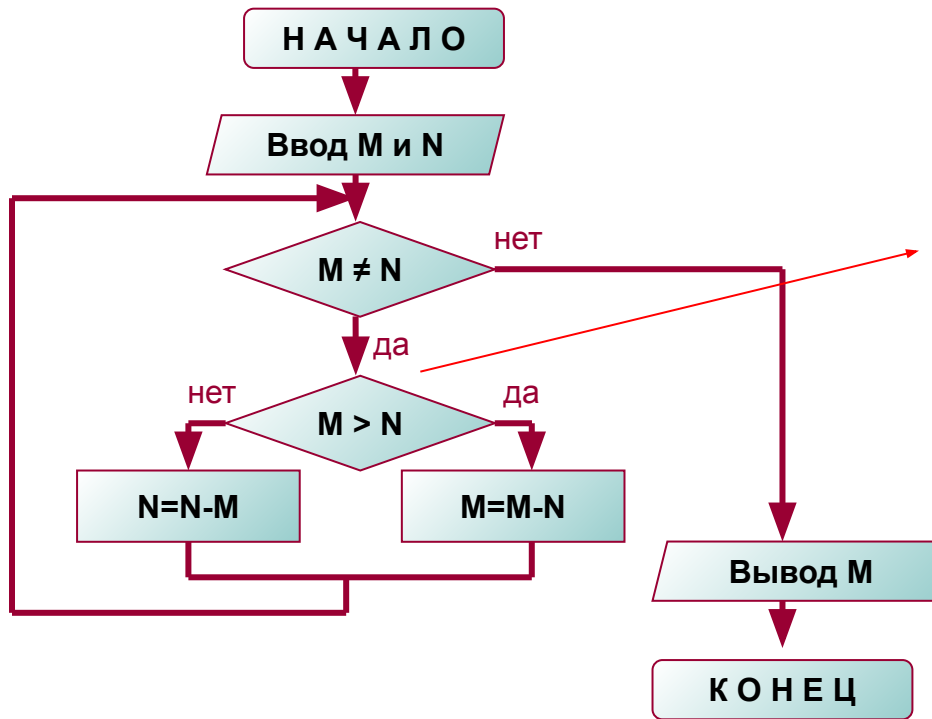 Н А Ч А Л О
Ввод M и N
M ≠ N
нет
да
M > N
нет
да
N=N-M
M=M-N
Вывод М
К О Н Е Ц